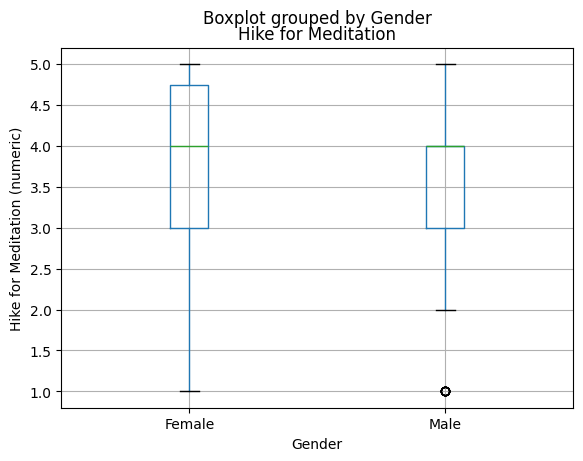 Boxplot grouped by Gender
Hike for Meditation
5.0
4.5
4.0
3.5
3.0
2.5
2.0
1.5
1.0
Hike for Meditation (numeric)
Female
Male
Gender